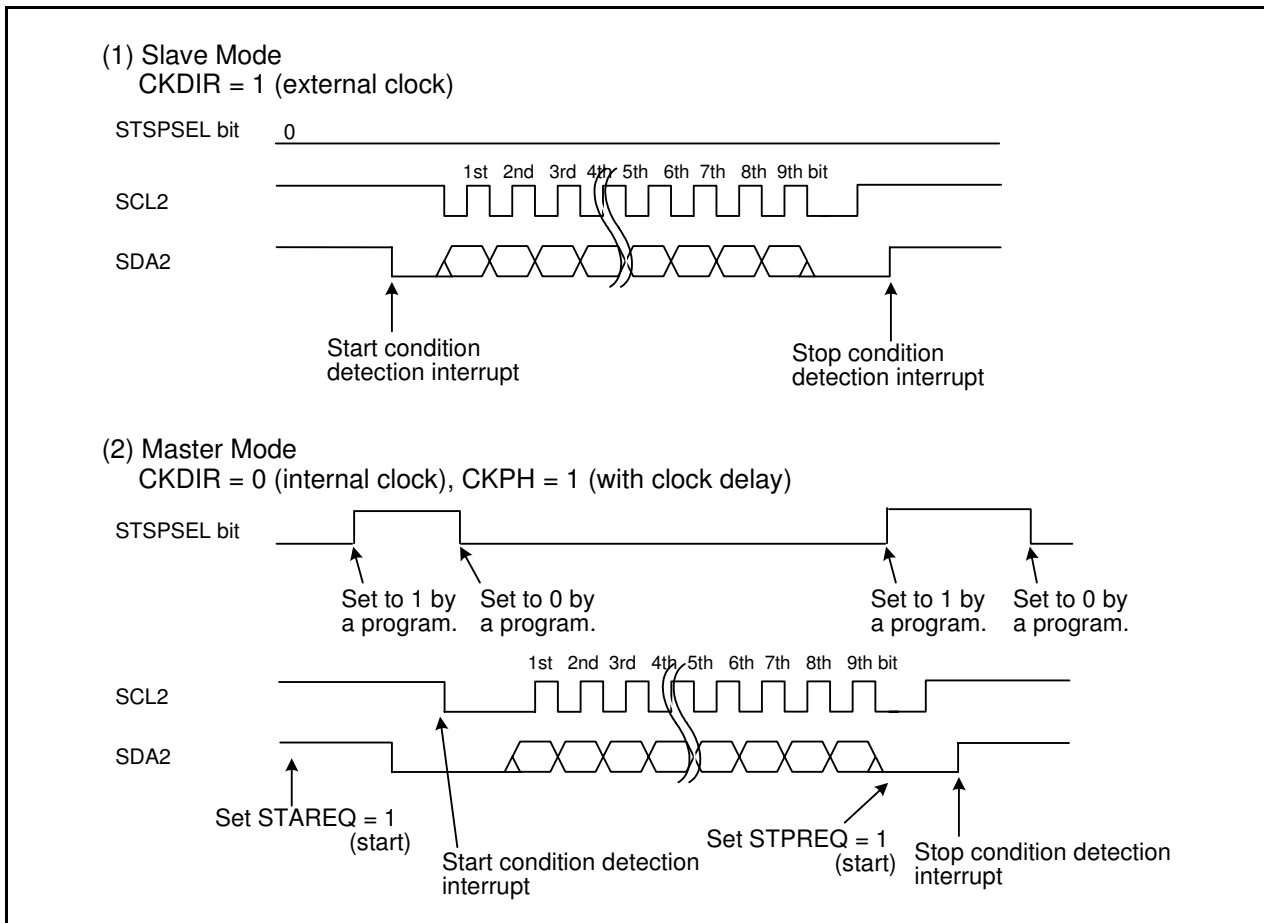 (1) Slave Mode
CKDIR = 1 (external clock)
STSPSEL bit
0
1st 2nd 3rd 4th 5th 6th 7th 8th 9th bit
SCL2
SDA2
Start condition
detection interrupt
Stop condition
detection interrupt
(2) Master Mode
CKDIR = 0 (internal clock), CKPH = 1 (with clock delay)
STSPSEL bit
Set to 1 by
a program.
Set to 0 by
a program.
Set to 1 by
a program.
Set to 0 by
a program.
1st 2nd 3rd 4th 5th 6th 7th 8th 9th bit
SCL2
SDA2
Set STAREQ = 1
(start)
Start condition detection
interrupt
Set STPREQ = 1
(start)
Stop condition detection
interrupt